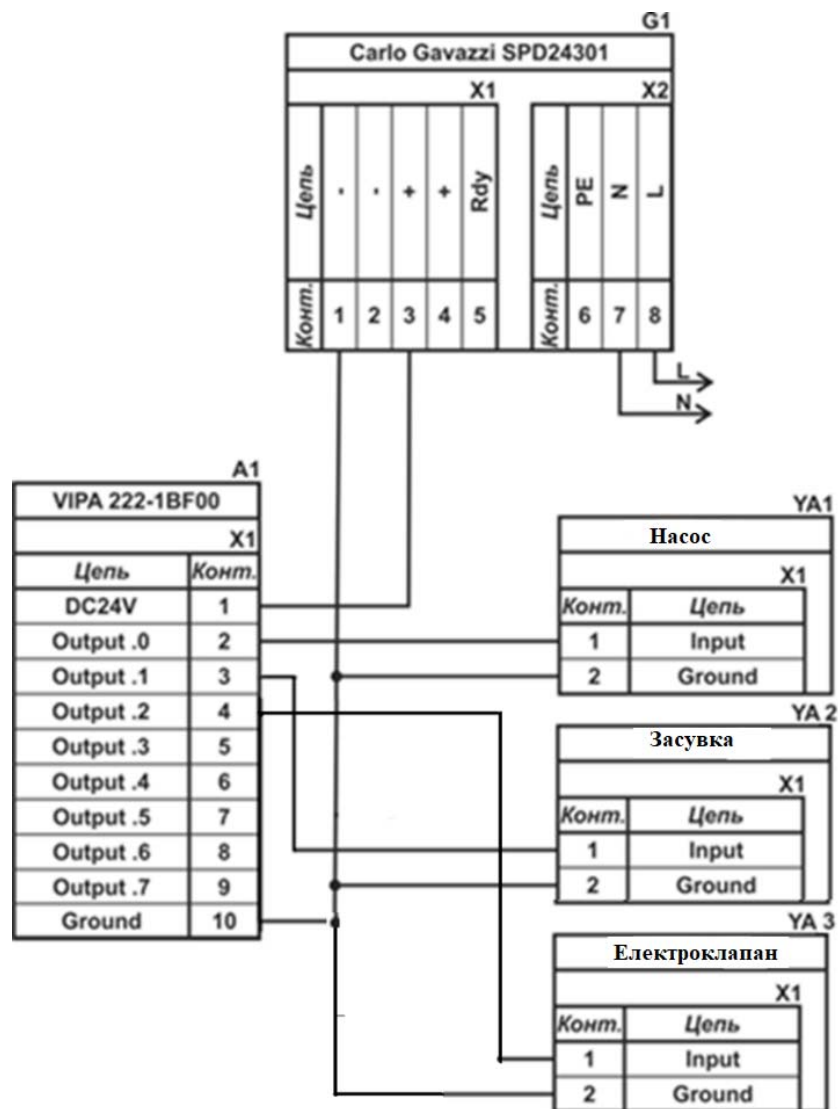 G1
Carlo Gavazzi SPD24301
X1 X2
Цепь - - + + Rdy Цепь PE N L
Конт. 1 2 3 4 5 Конт. 6 7 8
L
N
A1
VIPA 222-1BF00
X1
Цепь Конт.
DC24V 1
Output .0 2
Output .1 3
Output .2 4
Output .3 5
Output .4 6
Output .5 7
Output .6 8
Output .7 9
Ground 10
YA1
Насос
X1
Конт. Цепь
1 Input
2 Ground
YA 2
Засувка
X1
Конт. Цепь
1 Input
2 Ground
YA 3
Електроклапан
X1
Конт. Цепь
1 Input
2 Ground